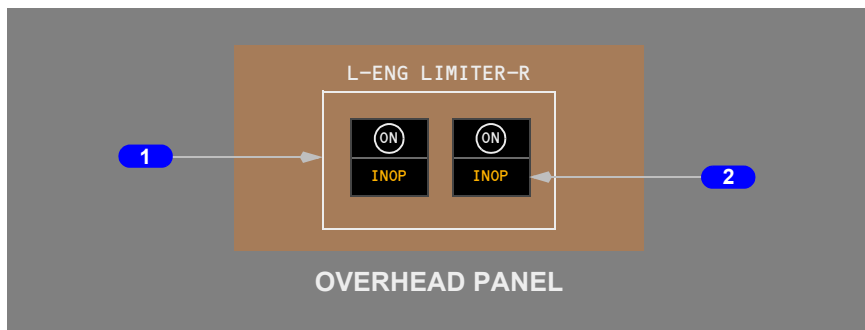 L-ENG LIMITER-R
ON ON
1
INOP INOP
2
OVERHEAD PANEL